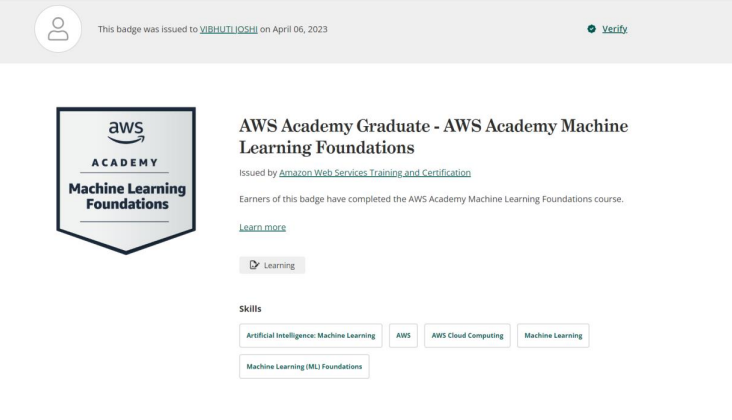 This badge was issued to VIBHUTI JOSHI on April 06, 2023
Verify
aws
ACADEMY
Machine Learning
Foundations
AWS Academy Graduate - AWS Academy Machine
Learning Foundations
Issued by Amazon Web Services Training and Certification
Earners of this badge have completed the AWS Academy Machine Learning Foundations course.
Learn more
Learning
Skills
Artificial Intelligence: Machine Learning
AWS
AWS Cloud Computing
Machine Learning
Machine Learning (ML) Foundations